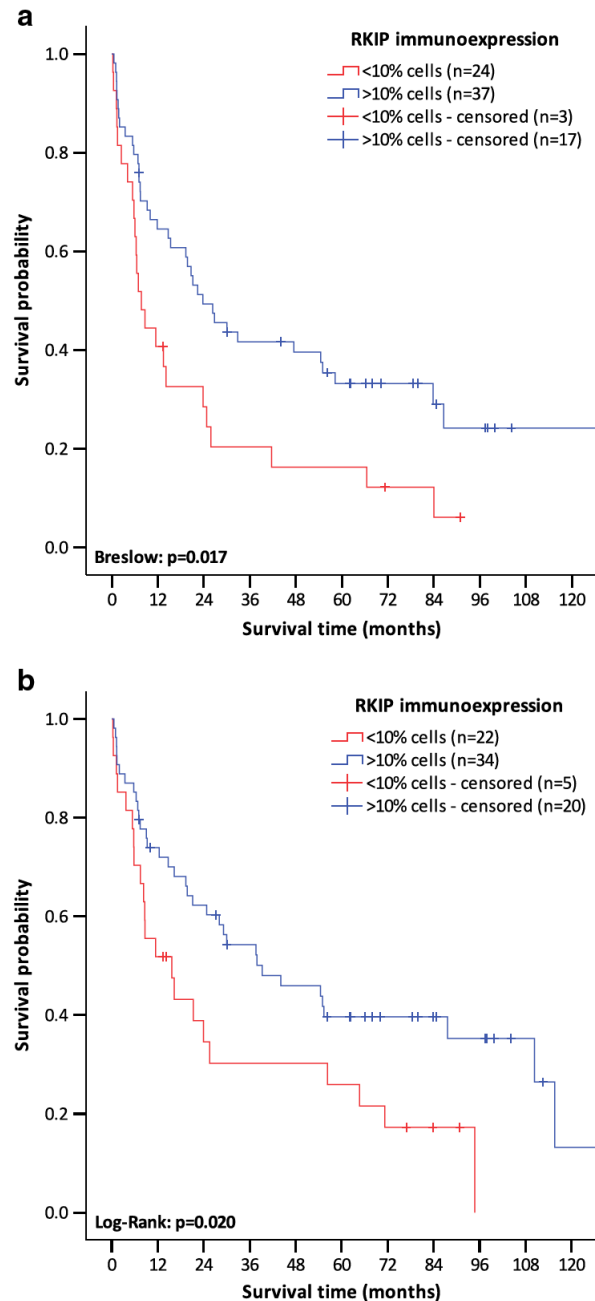 a
RKIP immunoexpression
<10% cells (n=24)
>10% cells (n=37)
<10% cells - censored (n=3)
>10% cells - censored (n=17)
Survival probability
1.0
0.8
0.6
0.4
0.2
0.0
Breslow: p=0.017
0 12 24 36 48 60 72 84 96 108 120
Survival time (months)
b
RKIP immunoexpression
<10% cells (n=22)
>10% cells (n=34)
<10% cells - censored (n=5)
>10% cells - censored (n=20)
Survival probability
1.0
0.8
0.6
0.4
0.2
0.0
Log-Rank: p=0.020
0 12 24 36 48 60 72 84 96 108 120
Survival time (months)